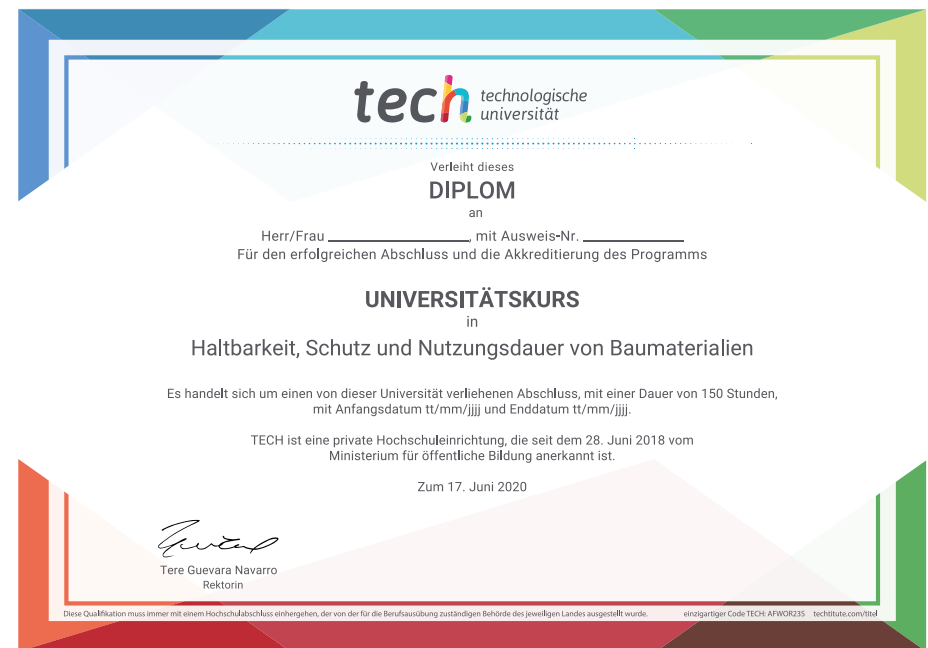 tech technologische
universität
Verleiht dieses
DIPLOM
an
Herr/Frau ____________________, mit Ausweis-Nr. ______________
Für den erfolgreichen Abschluss und die Akkreditierung des Programms
UNIVERSITÄTSKURS
in
Haltbarkeit, Schutz und Nutzungsdauer von Baumaterialien
Es handelt sich um einen von dieser Universität verliehenen Abschluss, mit einer Dauer von 150 Stunden,
mit Anfangsdatum tt/mm/jjjj und Enddatum tt/mm/jjjj.
TECH ist eine private Hochschuleinrichtung, die seit dem 28. Juni 2018 vom
Ministerium für öffentliche Bildung anerkannt ist.
Zum 17. Juni 2020
Tere Guevara Navarro
Rektorin
Diese Qualifikation muss immer mit einem Hochschulabschluss einhergehen, der von der für die Berufsausübung zuständigen Behörde des jeweiligen Landes ausgestellt wurde. einzigartiger Code TECH: AFWOR23S techtitute.com/titel